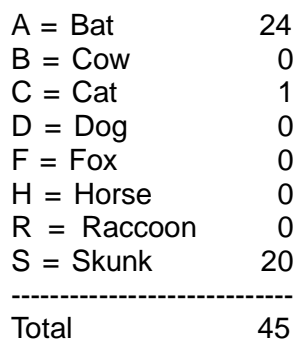 A = Bat 24
B = Cow 0
C = Cat 1
D = Dog 0
F = Fox 0
H = Horse 0
R = Raccoon 0
S = Skunk 20
-----------------------------
Total 45